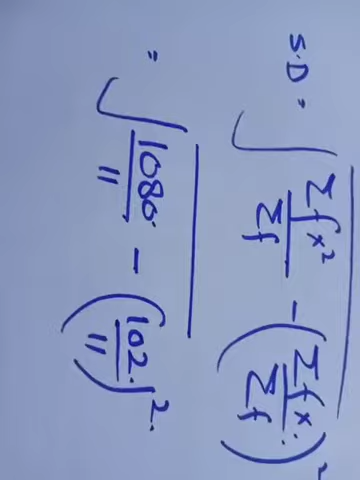 S.D = √(Σfx²/Σf − (Σfx/Σf)²)
= √(1080/11 − (102/11)²)